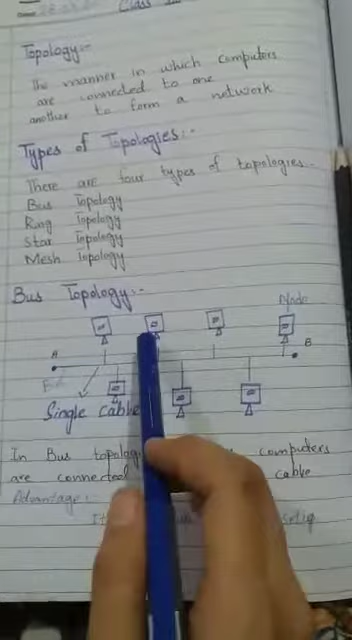 Class
Topology:-
The manner in which computers
are connected to one
another to form a network
Types of Topologies:-
There are four types of topologies.
Bus Topology
Ring Topology
Star Topology
Mesh Topology
Bus Topology:-
Node
A
B
Single cable
In Bus topology computers
are connected cable
Advantage:
setup